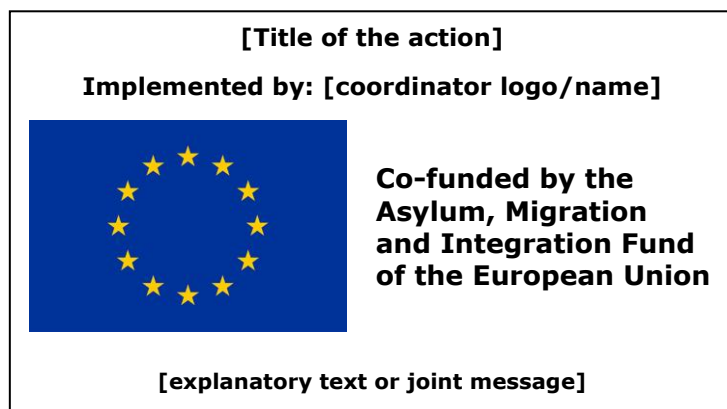 [Title of the action]
Implemented by: [coordinator logo/name]
Co-funded by the
Asylum, Migration
and Integration Fund
of the European Union
[explanatory text or joint message]